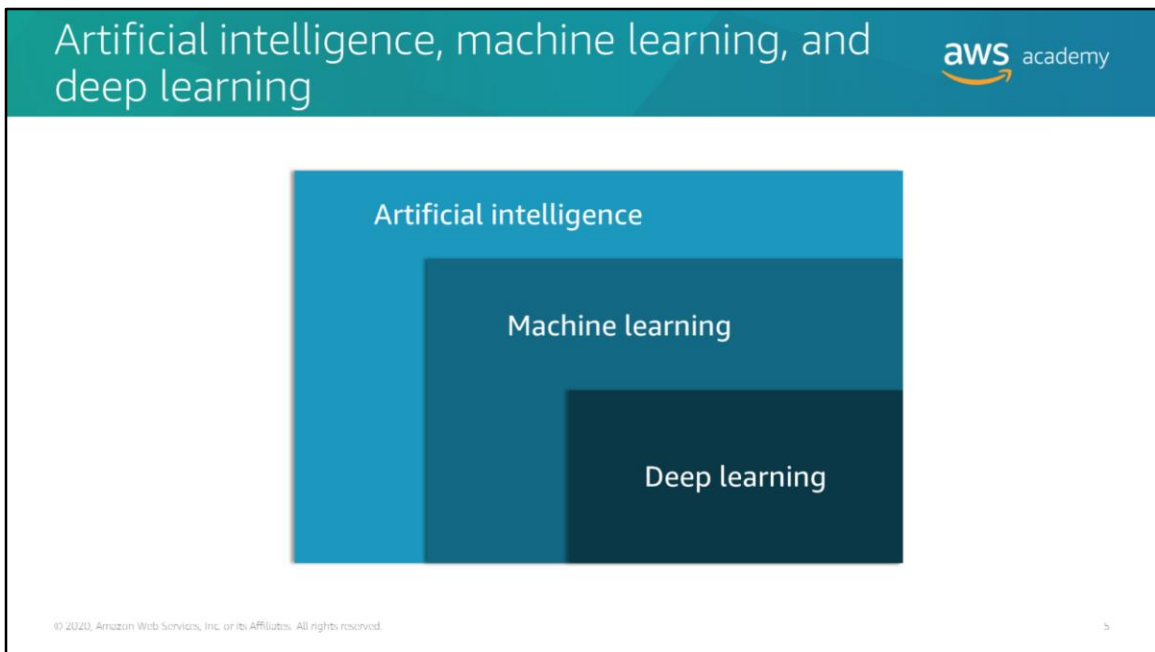 Artificial intelligence, machine learning, and
deep learning
aws academy
Artificial intelligence
Machine learning
Deep learning
© 2020, Amazon Web Services, Inc. or its Affiliates. All rights reserved.
5